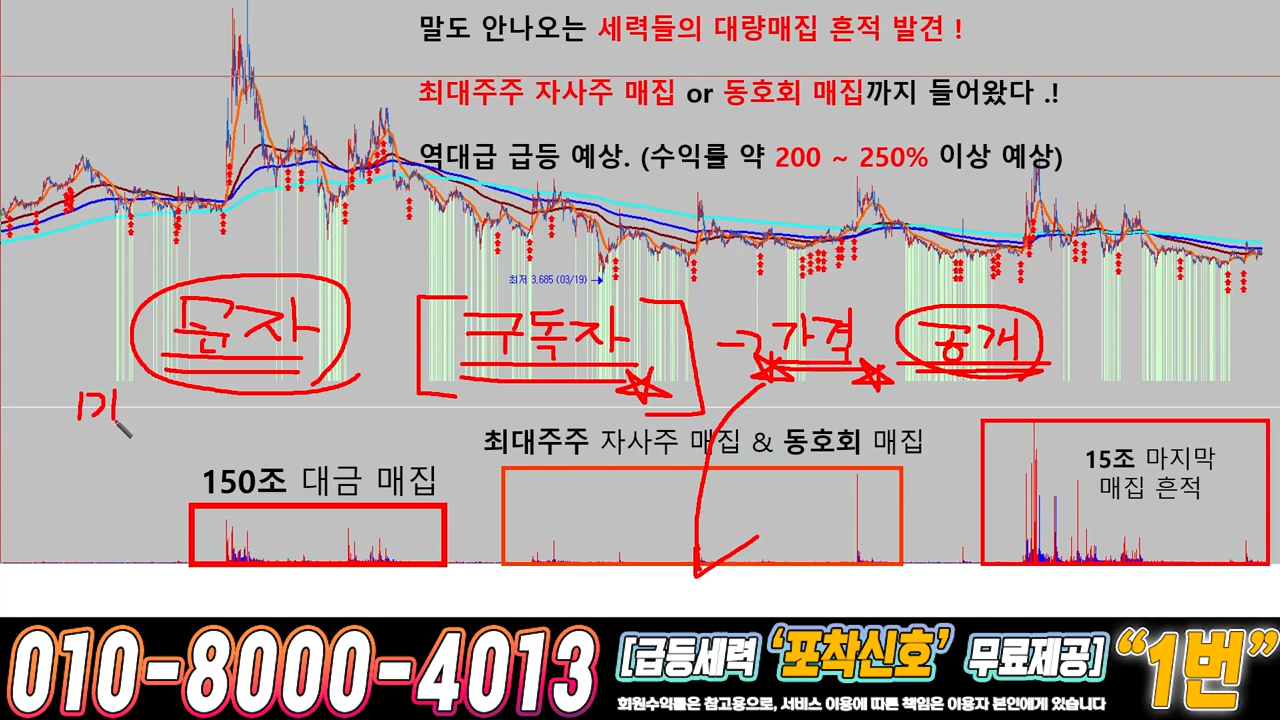 말도 안나오는 세력들의 대량매집 흔적 발견 !
최대주주 자사주 매집 or 동호회 매집까지 들어왔다 .!
역대급 급등 예상. (수익률 약 200 ~ 250% 이상 예상)
최저 3,685 (03/19)
문자 구독자 가격 공개
최대주주 자사주 매집 & 동호회 매집
150조 대금 매집
15조 마지막
매집 흔적
010-8000-4013 [급등세력 '포착신호' 무료제공] "1번"
회원수익률은 참고용으로, 서비스 이용에 따른 책임은 이용자 본인에게 있습니다